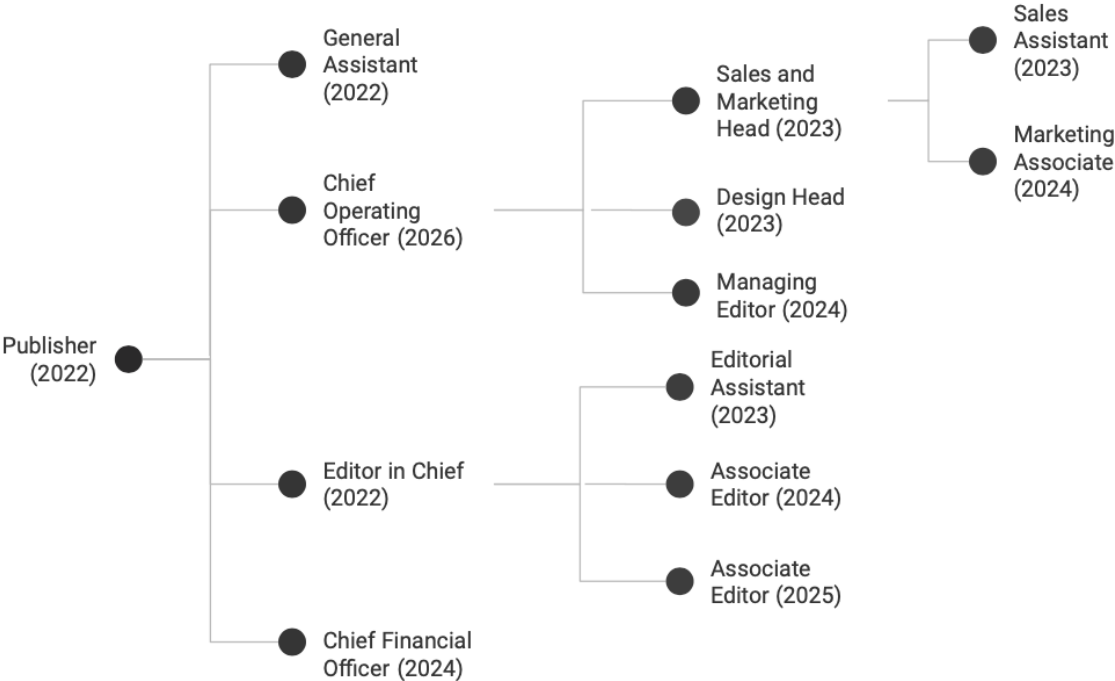 Publisher
(2022)
General
Assistant
(2022)
Chief
Operating
Officer (2026)
Editor in Chief
(2022)
Chief Financial
Officer (2024)
Sales and
Marketing
Head (2023)
Design Head
(2023)
Managing
Editor (2024)
Editorial
Assistant
(2023)
Associate
Editor (2024)
Associate
Editor (2025)
Sales
Assistant
(2023)
Marketing
Associate
(2024)